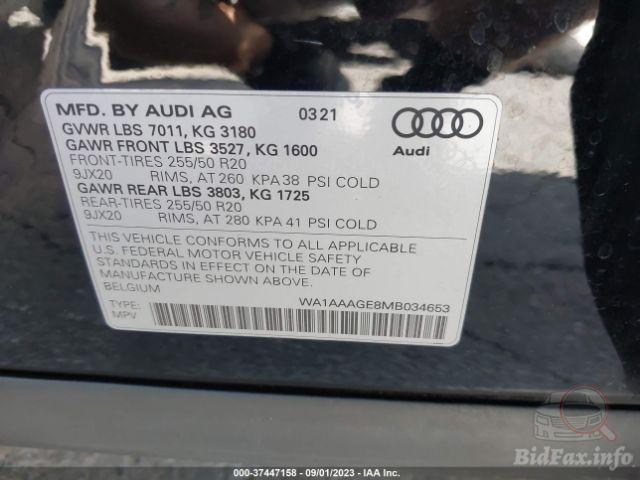 MFD. BY AUDI AG 0321
GVWR LBS 7011, KG 3180
GAWR FRONT LBS 3527, KG 1600
FRONT-TIRES 255/50 R20
9JX20 RIMS, AT 260 KPA 38 PSI COLD
GAWR REAR LBS 3803, KG 1725
REAR-TIRES 255/50 R20
9JX20 RIMS, AT 280 KPA 41 PSI COLD
Audi
THIS VEHICLE CONFORMS TO ALL APPLICABLE
U.S. FEDERAL MOTOR VEHICLE SAFETY
STANDARDS IN EFFECT ON THE DATE OF
MANUFACTURE SHOWN ABOVE.
BELGIUM
WA1AAAGE8MB034653
TYPE:
MPV
BidFax.info
000-37447158 - 09/01/2023 - IAA Inc.